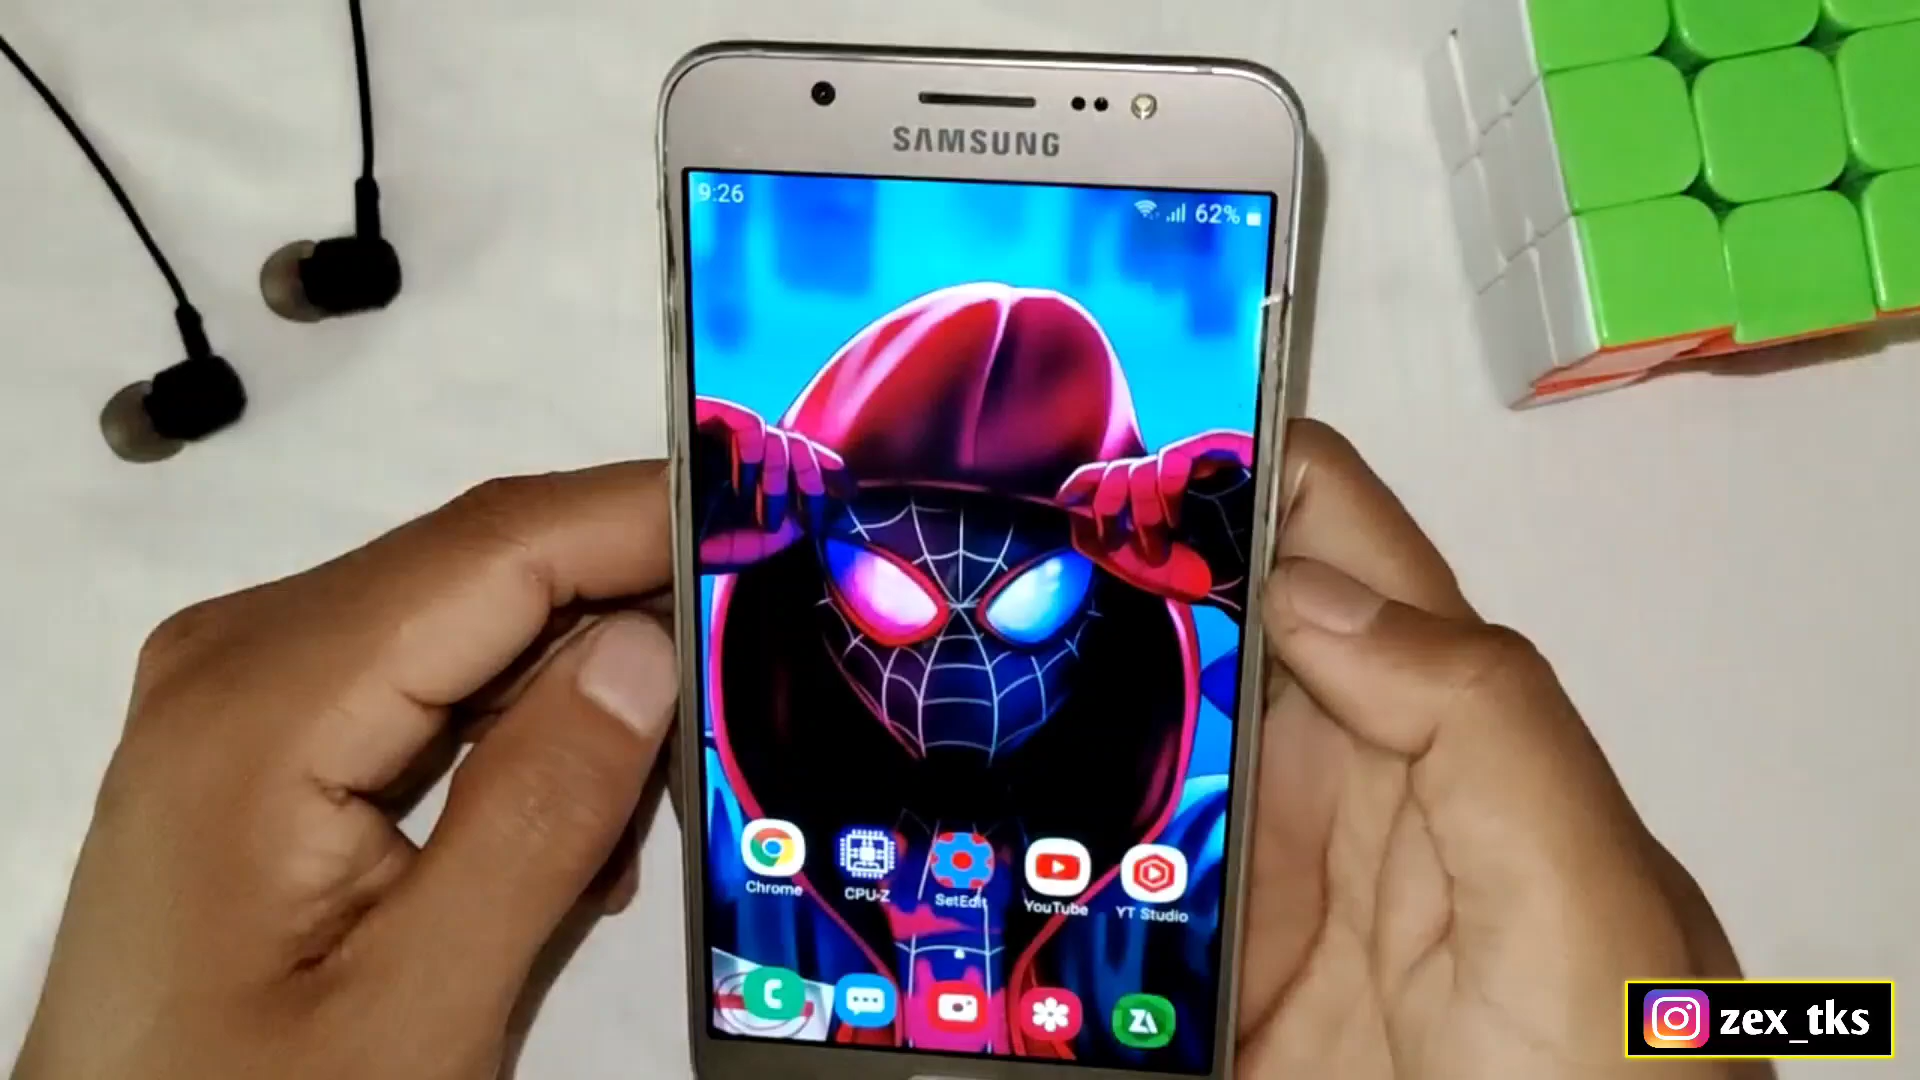 SAMSUNG
9:26
62%
Chrome
CPU-Z
SetEdit
YouTube
YT Studio
zex_tks